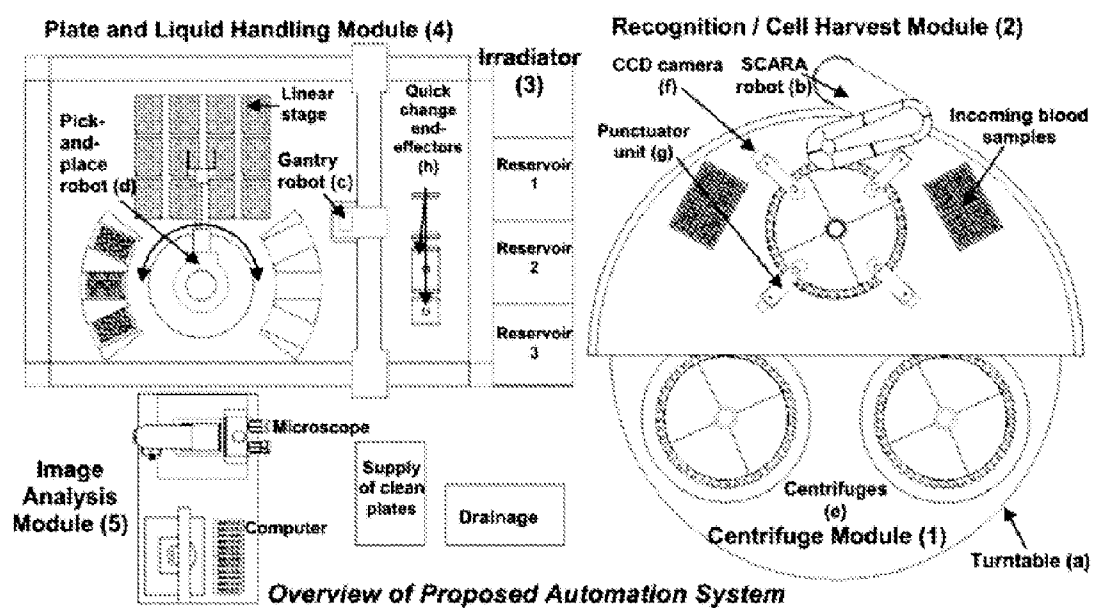 Plate and Liquid Handling Module (4)
Recognition / Cell Harvest Module (2)
Irradiator
(3)
CCD camera
(f)
SCARA
robot (b)
Linear
stage
Quick
change
end-
effectors
(h)
Pick-
and-
place
robot (d)
Gantry
robot (c)
Punctuator
unit (g)
Incoming blood
samples
Reservoir
1
Reservoir
2
Reservoir
3
Microscope
Image
Analysis
Module (5)
Supply
of clean
plates
Drainage
Computer
Centrifuges
(e)
Centrifuge Module (1)
Turntable (a)
Overview of Proposed Automation System